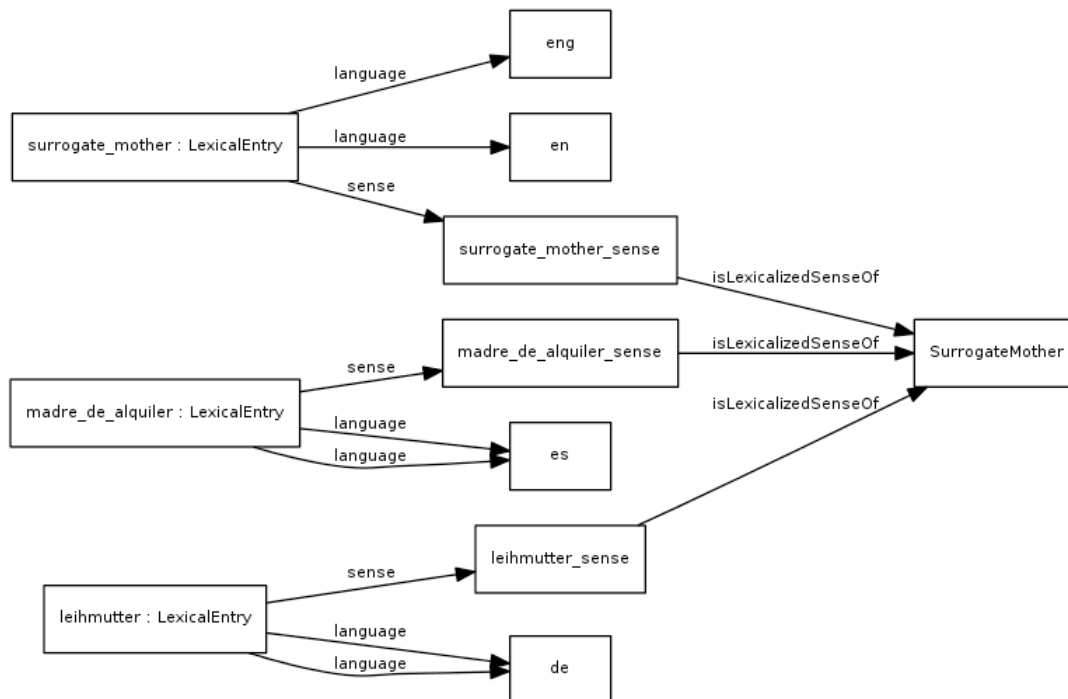 eng
language
surrogate_mother : LexicalEntry
language
en
sense
surrogate_mother_sense
isLexicalizedSenseOf
madre_de_alquiler_sense
isLexicalizedSenseOf
SurrogateMother
sense
madre_de_alquiler : LexicalEntry
isLexicalizedSenseOf
language
language
es
leihmutter_sense
sense
leihmutter : LexicalEntry
language
language
de